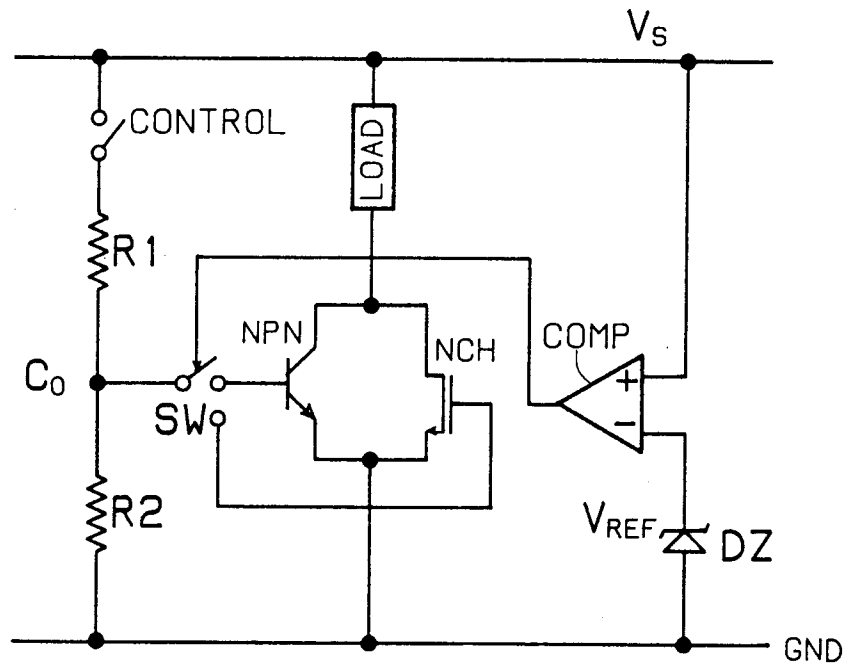 VS
CONTROL
LOAD
R1
NPN
NCH
COMP
+
C0
SW
−
R2
VREF
DZ
GND